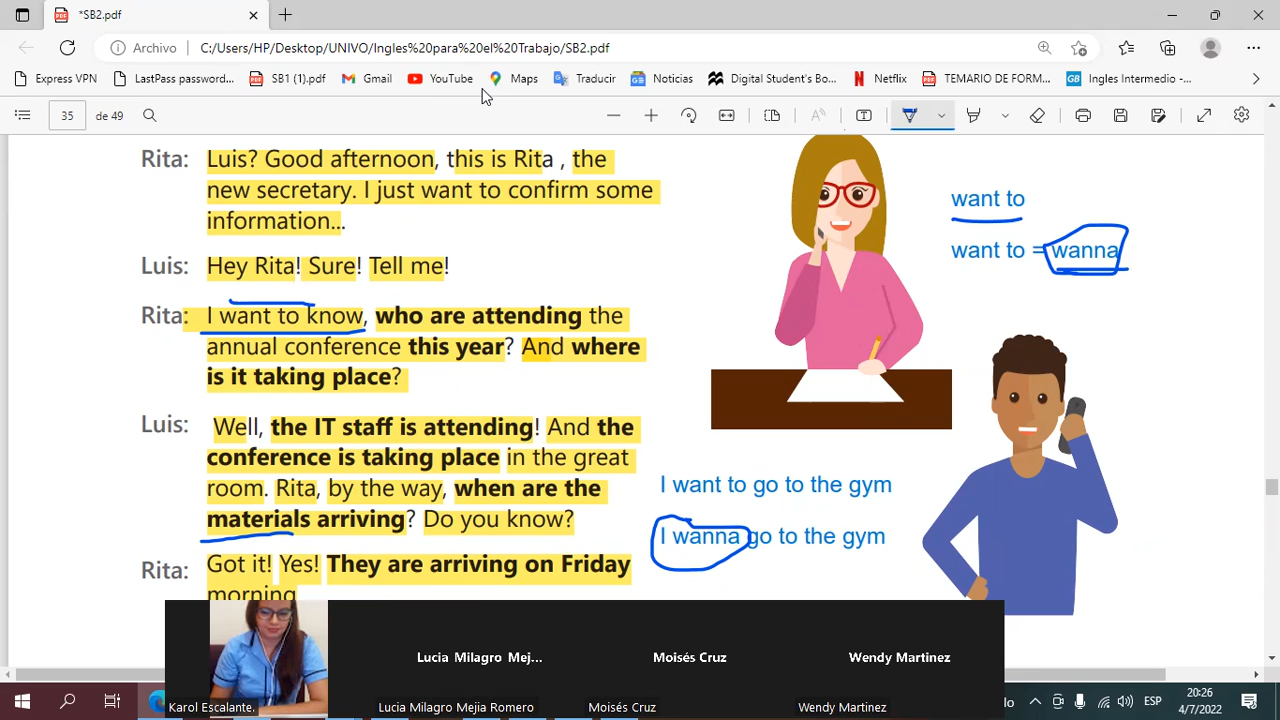 *SB2.pdf
Archivo
C:/Users/HP/Desktop/UNIVO/Ingles%20para%20el%20Trabajo/SB2.pdf
Express VPN
LastPass password...
SB1 (1).pdf
Gmail
YouTube
Maps
Traducir
Noticias
Digital Student's Bo...
Netflix
TEMARIO DE FORM...
Ingles Intermedio -...
35
de 49
Rita: Luis? Good afternoon, this is Rita , the
new secretary. I just want to confirm some
information...
Luis: Hey Rita! Sure! Tell me!
Rita: I want to know, who are attending the
annual conference this year? And where
is it taking place?
Luis: Well, the IT staff is attending! And the
conference is taking place in the great
room. Rita, by the way, when are the
materials arriving? Do you know?
Rita: Got it! Yes! They are arriving on Friday
morning
want to
want to = wanna
I want to go to the gym
I wanna go to the gym
Lucia Milagro Mej...
Moisés Cruz
Wendy Martinez
Karol Escalante.
Lucia Milagro Mejia Romero
Moisés Cruz
Wendy Martinez
lo
ESP
20:26
4/7/2022